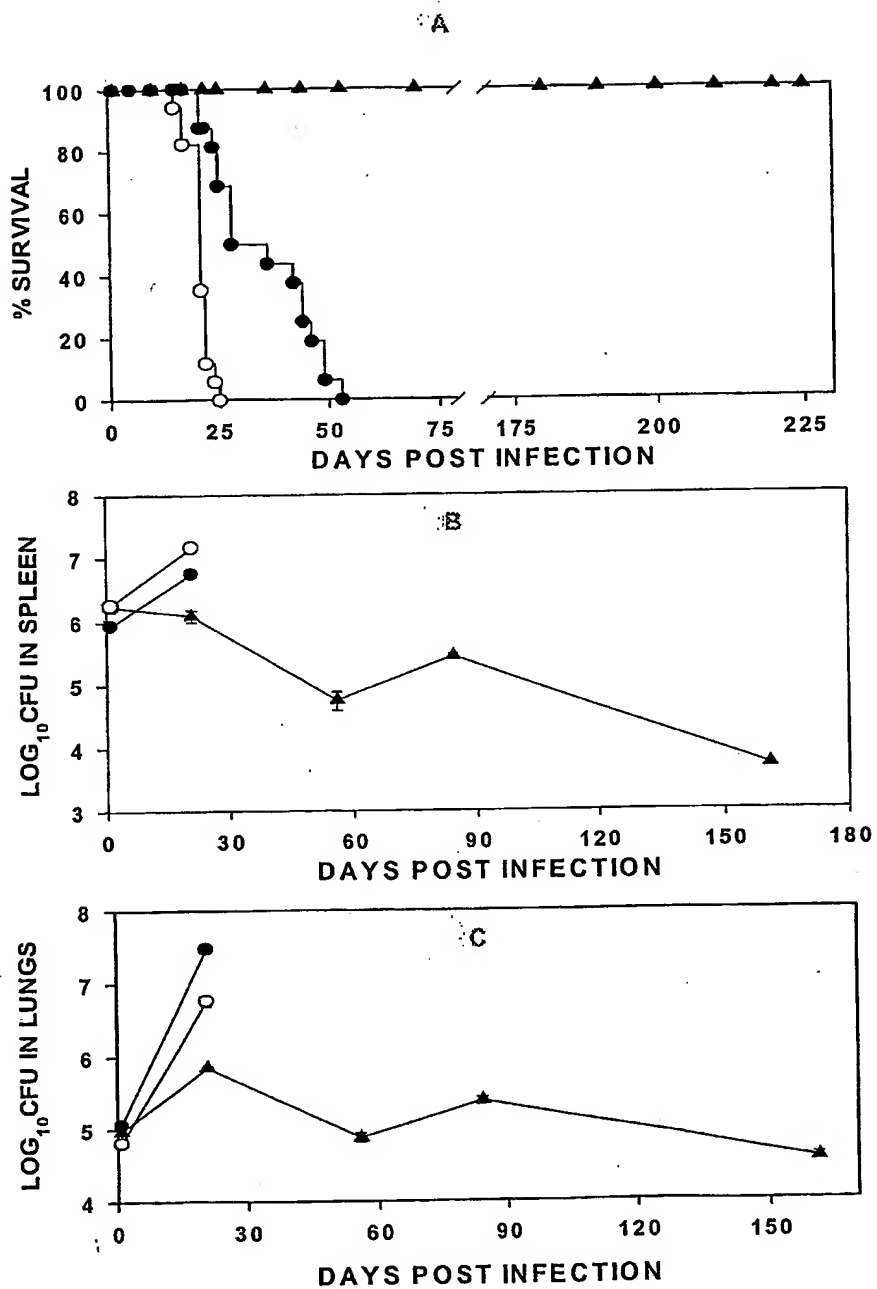 A
100
80
60
40
20
0
% SURVIVAL
0 25 50 75 175 200 225
DAYS POST INFECTION
B
8
7
6
5
4
3
LOG10CFU IN SPLEEN
0 30 60 90 120 150 180
DAYS POST INFECTION
C
8
7
6
5
4
LOG10CFU IN LUNGS
0 30 60 90 120 150
DAYS POST INFECTION